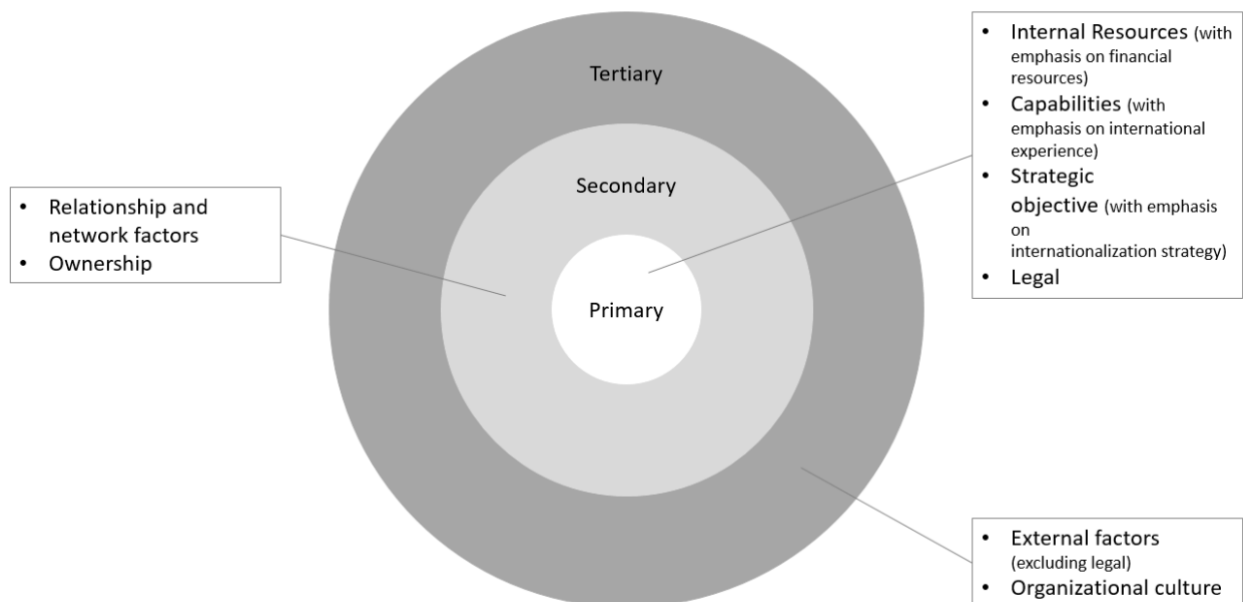 Tertiary
Secondary
Primary
• Relationship and
network factors
• Ownership
• Internal Resources (with
emphasis on financial
resources)
• Capabilities (with
emphasis on international
experience)
• Strategic
objective (with emphasis
on
internationalization strategy)
• Legal
• External factors
(excluding legal)
• Organizational culture